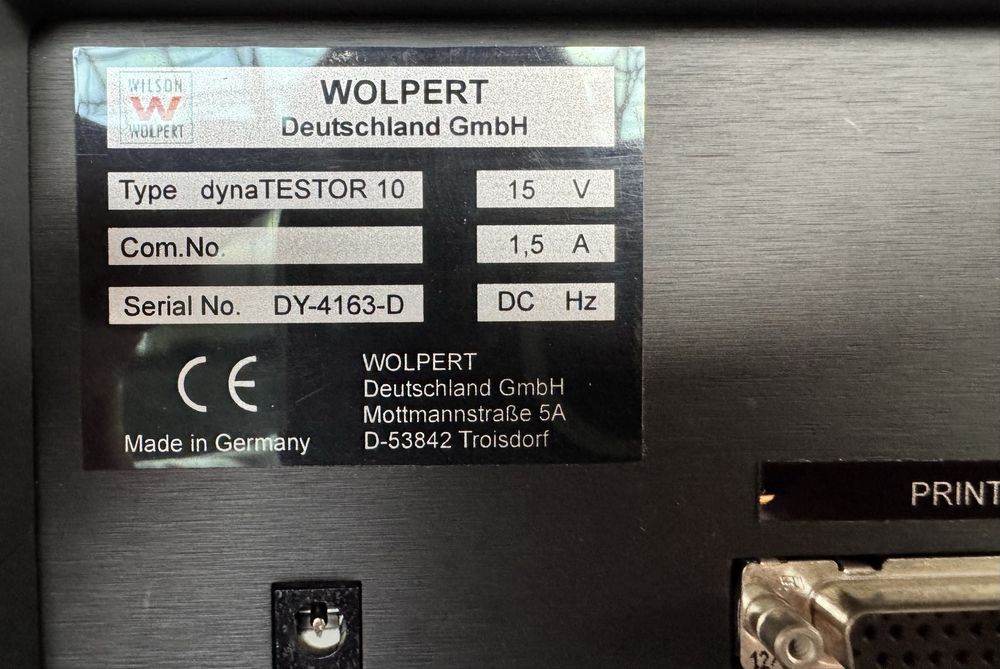 WILSON
W
WOLPERT
WOLPERT
Deutschland GmbH
Type dynaTESTOR 10
15 V
Com.No.
1,5 A
Serial No. DY-4163-D
DC Hz
CE
WOLPERT
Deutschland GmbH
Mottmannstraße 5A
D-53842 Troisdorf
Made in Germany
PRINT